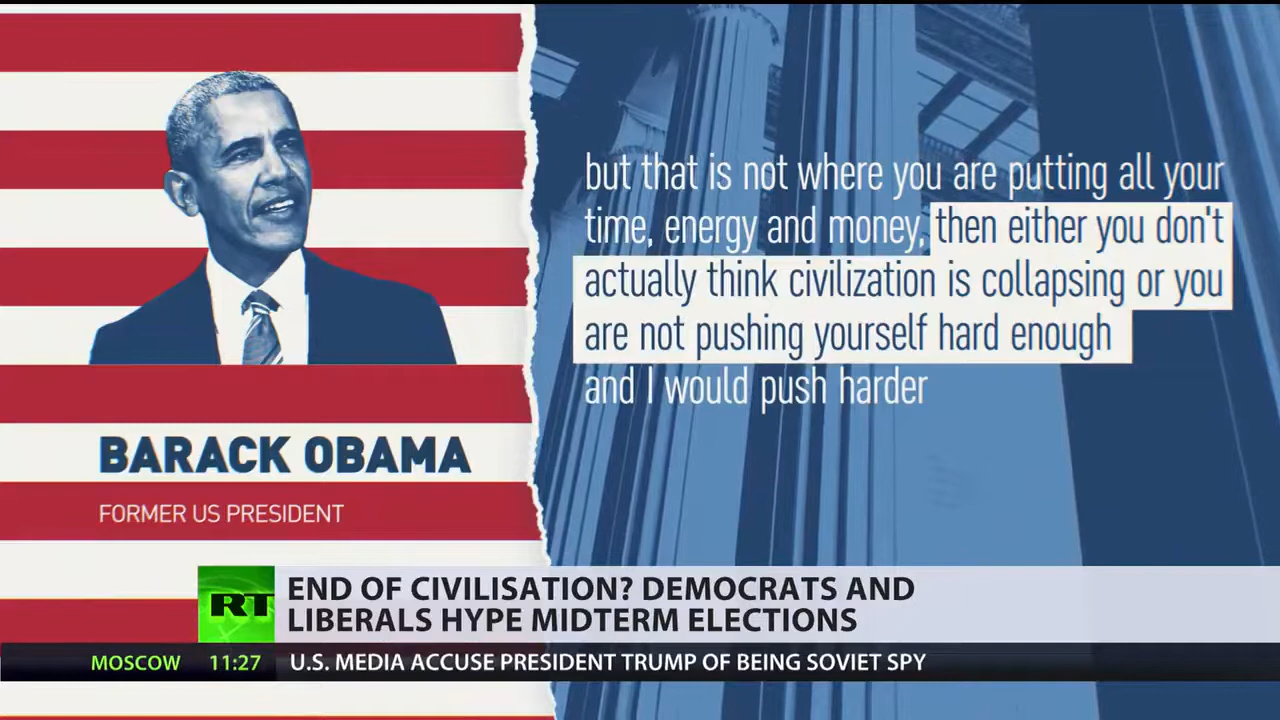 but that is not where you are putting all your
time, energy and money, then either you don't
actually think civilization is collapsing or you
are not pushing yourself hard enough
and I would push harder
BARACK OBAMA
FORMER US PRESIDENT
RT
END OF CIVILISATION? DEMOCRATS AND
LIBERALS HYPE MIDTERM ELECTIONS
MOSCOW 11:27 U.S. MEDIA ACCUSE PRESIDENT TRUMP OF BEING SOVIET SPY